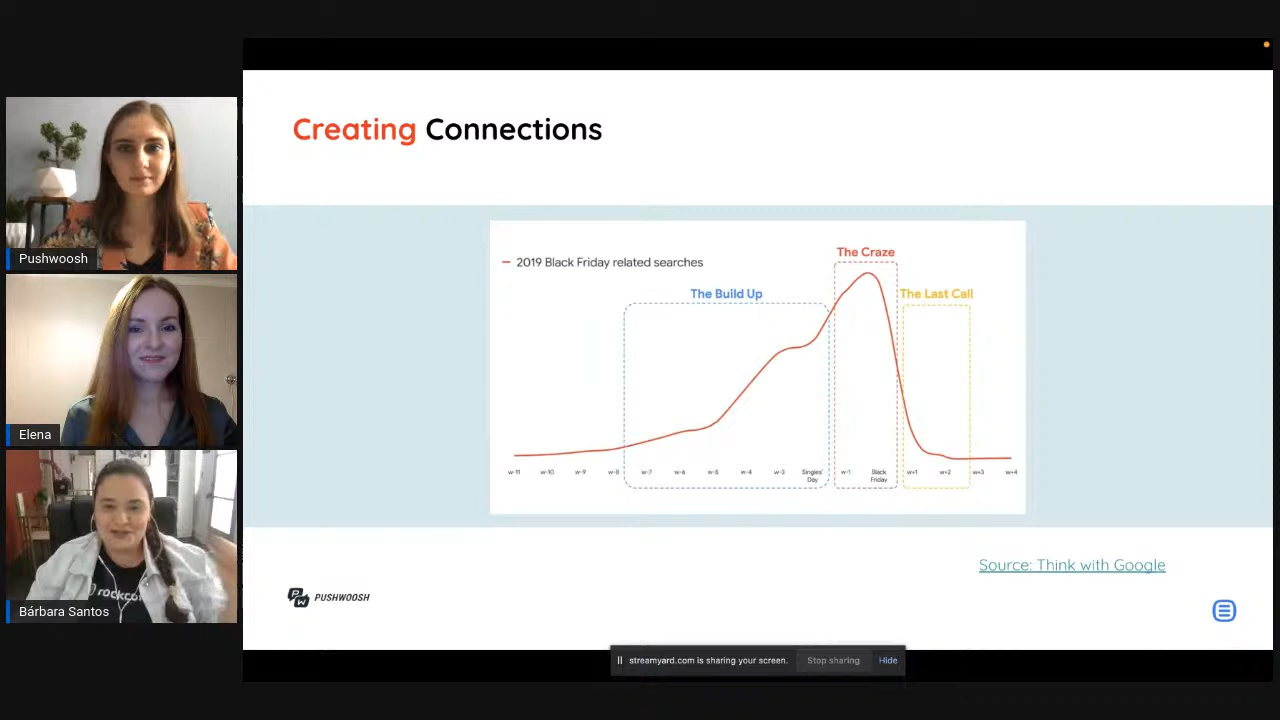 Creating Connections
2019 Black Friday related searches
The Craze
The Build Up
The Last Call
w-11
w-10
w-9
w-8
w-7
w-6
w-5
w-4
w-3
Singles'
Day
w-1
Black
Friday
w+1
w+2
w+3
w+4
Source: Think with Google
PW
PUSHWOOSH
streamyard.com is sharing your screen.
Stop sharing
Hide
Pushwoosh
Elena
Bárbara Santos